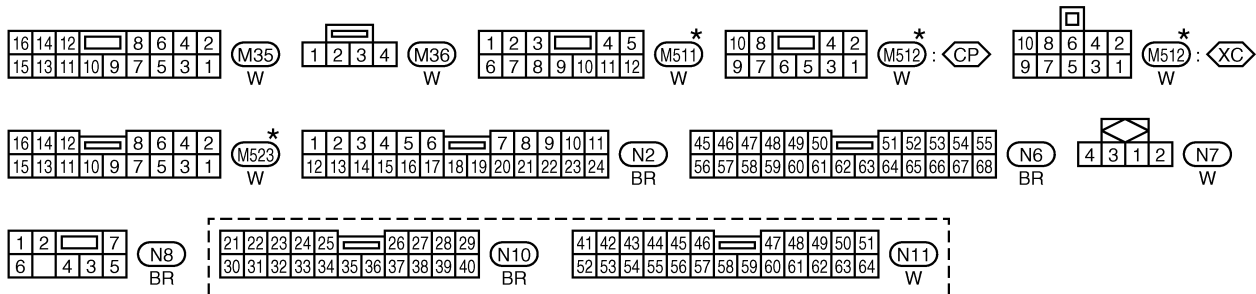 16 14 12 8 6 4 2
15 13 11 10 9 7 5 3 1
M35
W
1 2 3 4
M36
W
1 2 3 4 5
6 7 8 9 10 11 12
M511 *
W
10 8 4 2
9 7 6 5 3 1
M512 * : CP
W
10 8 6 4 2
9 7 5 3 1
M512 * : XC
W
16 14 12 8 6 4 2
15 13 11 10 9 7 5 3 1
M523 *
W
1 2 3 4 5 6 7 8 9 10 11
12 13 14 15 16 17 18 19 20 21 22 23 24
N2
BR
45 46 47 48 49 50 51 52 53 54 55
56 57 58 59 60 61 62 63 64 65 66 67 68
N6
BR
4 3 1 2
N7
W
1 2 7
6 4 3 5
N8
BR
21 22 23 24 25 26 27 28 29
30 31 32 33 34 35 36 37 38 39 40
N10
BR
41 42 43 44 45 46 47 48 49 50 51
52 53 54 55 56 57 58 59 60 61 62 63 64
N11
W